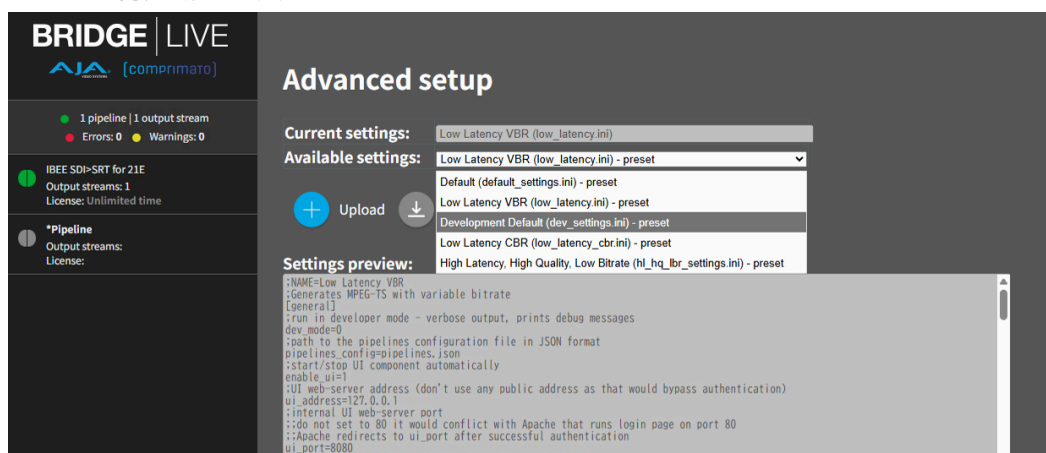 BRIDGE | LIVE
AJA VIDEO SYSTEMS [comprimato]
1 pipeline | 1 output stream
Errors: 0 Warnings: 0
IBEE SDI>SRT for 21E
Output streams: 1
License: Unlimited time
*Pipeline
Output streams:
License:
Advanced setup
Current settings: Low Latency VBR (low_latency.ini)
Available settings: Low Latency VBR (low_latency.ini) - preset
Default (default_settings.ini) - preset
Low Latency VBR (low_latency.ini) - preset
Development Default (dev_settings.ini) - preset
Low Latency CBR (low_latency_cbr.ini) - preset
High Latency, High Quality, Low Bitrate (hl_hq_lbr_settings.ini) - preset
Upload
Settings preview:
;NAME=Low Latency VBR
;Generates MPEG-TS with variable bitrate
[general]
;run in developer mode - verbose output, prints debug messages
dev_mode=0
;path to the pipelines configuration file in JSON format
pipelines_config=pipelines.json
;start/stop UI component automatically
enable_ui=1
;UI web-server address (don't use any public address as that would bypass authentication)
ui_address=127.0.0.1
;internal UI web-server port
;;do not set to 80 it would conflict with Apache that runs login page on port 80
;;Apache redirects to ui_port after successful authentication
ui_port=8080